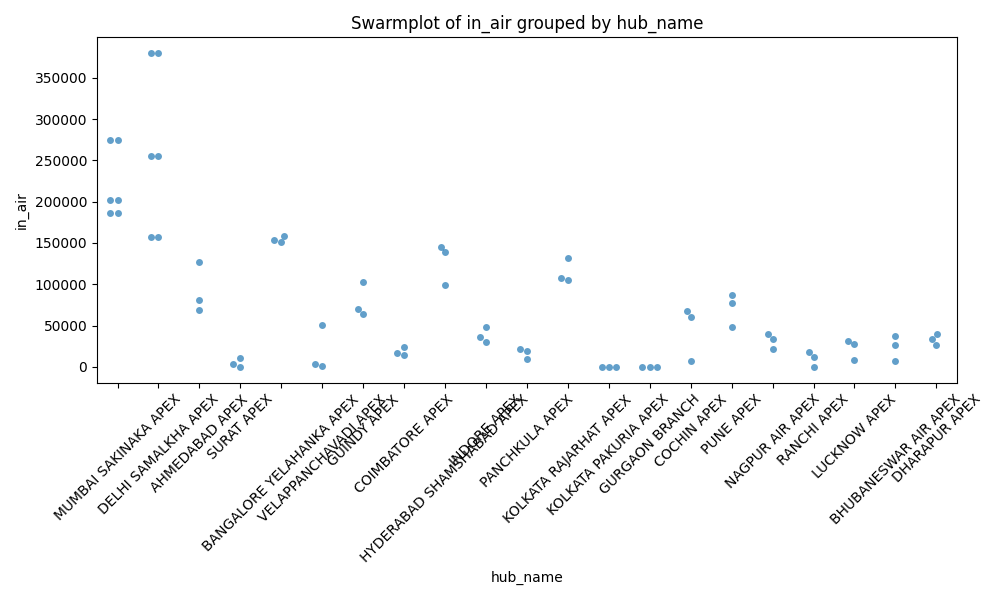 Swarmplot of in_air grouped by hub_name
in_air
350000
300000
250000
200000
150000
100000
50000
0
MUMBAI SAKINAKA APEX
DELHI SAMALKHA APEX
AHMEDABAD APEX
SURAT APEX
BANGALORE YELAHANKA APEX
VELAPPANCHAVADI APEX
GUINDY APEX
COIMBATORE APEX
HYDERABAD SHAMSHABAD APEX
INDORE APEX
PANCHKULA APEX
KOLKATA RAJARHAT APEX
KOLKATA PAKURIA APEX
GURGAON BRANCH
COCHIN APEX
PUNE APEX
NAGPUR AIR APEX
RANCHI APEX
LUCKNOW APEX
BHUBANESWAR AIR APEX
DHARAPUR APEX
hub_name